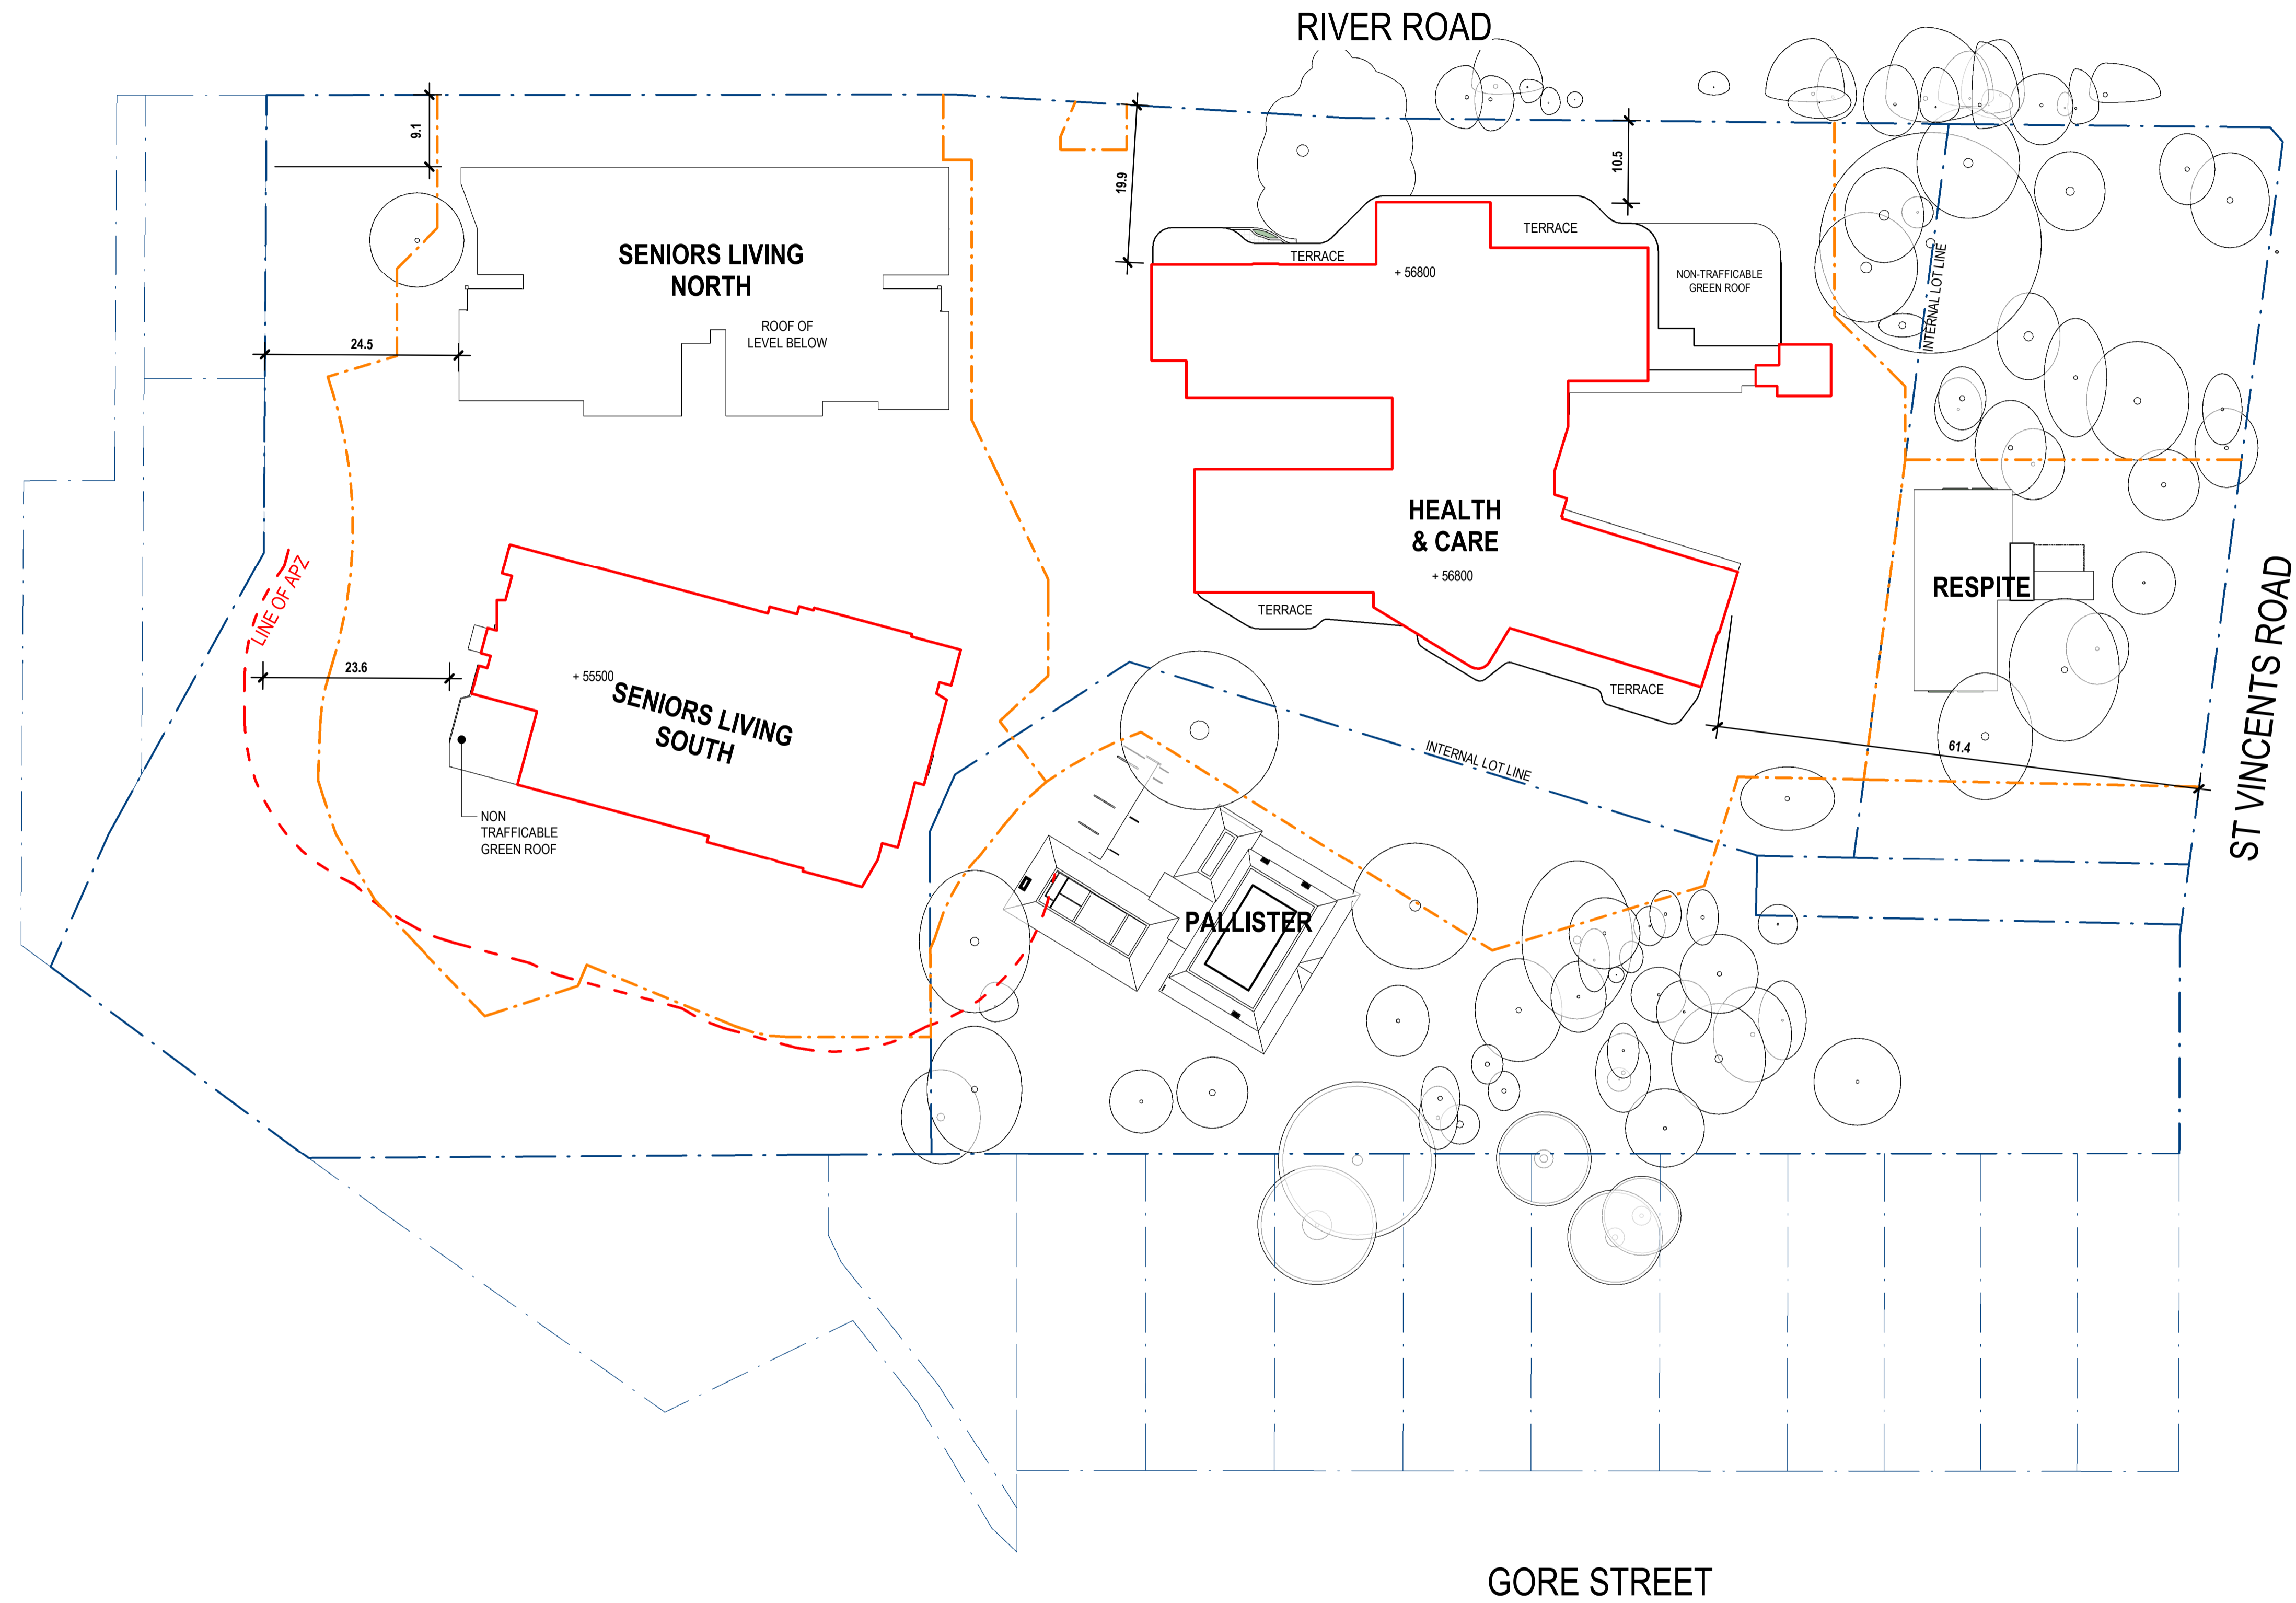 RIVER ROAD
9.1
19.9
10.5
SENIORS LIVING
NORTH
TERRACE
TERRACE
+ 56800
NON-TRAFFICABLE
GREEN ROOF
INTERNAL LOT LINE
ROOF OF
LEVEL BELOW
24.5
HEALTH
& CARE
+ 56800
TERRACE
RESPITE
LINE OF APZ
23.6
+ 55500
SENIORS LIVING
SOUTH
TERRACE
INTERNAL LOT LINE
61.4
ST VINCENTS ROAD
NON
TRAFFICABLE
GREEN ROOF
PALLISTER
GORE STREET